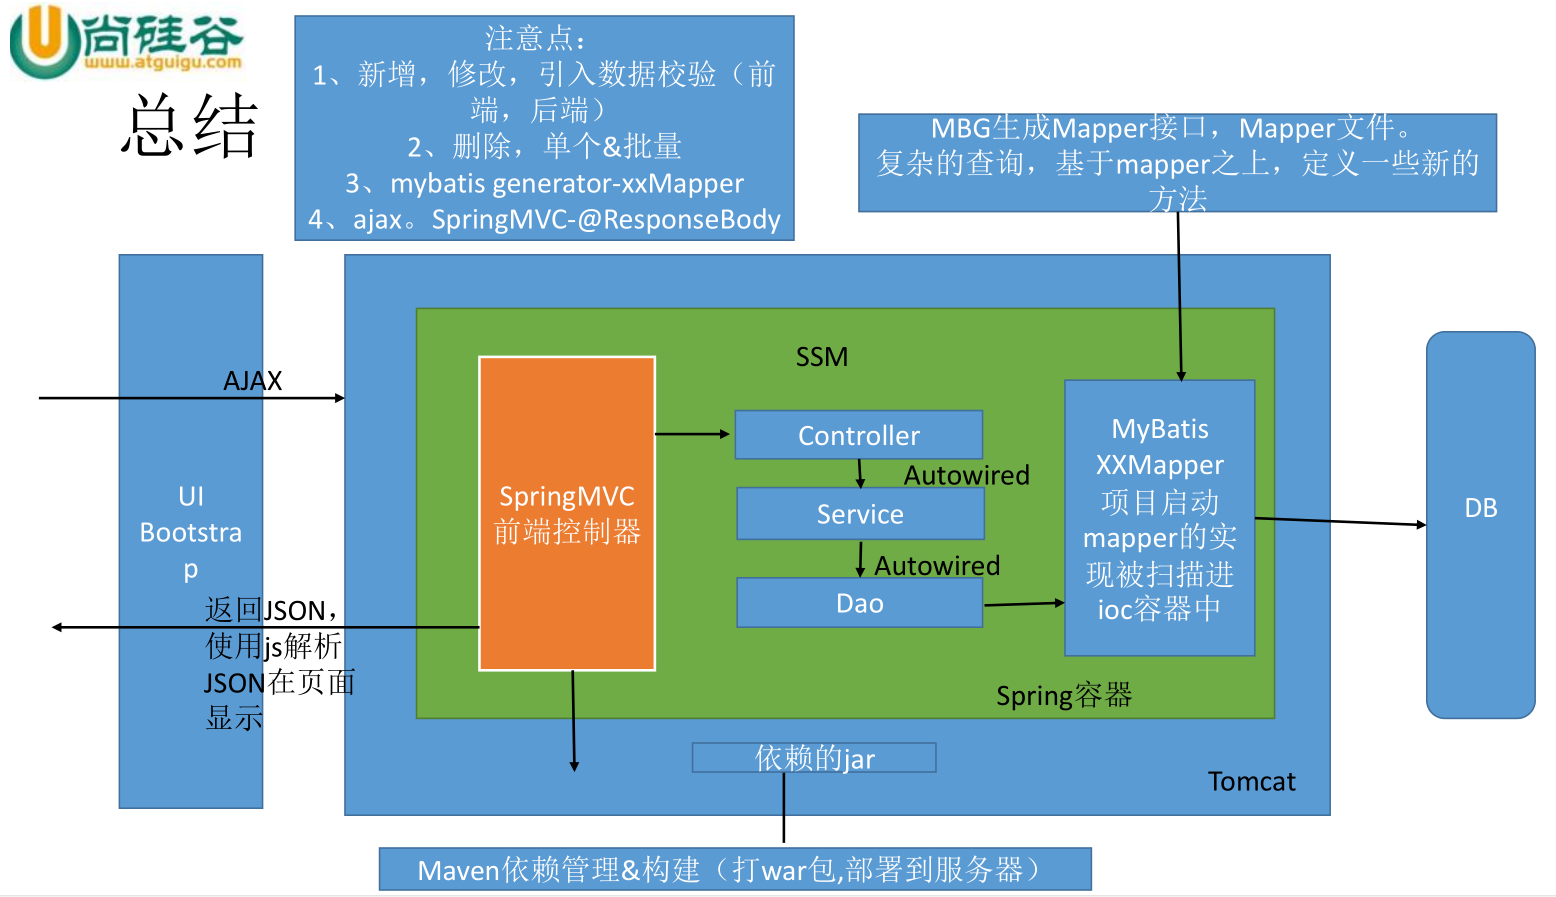 尚硅谷
www.atguigu.com
总结
注意点：
1、新增，修改，引入数据校验（前
端，后端）
2、删除，单个&批量
3、mybatis generator-xxMapper
4、ajax。SpringMVC-@ResponseBody
MBG生成Mapper接口，Mapper文件。
复杂的查询，基于mapper之上，定义一些新的
方法
AJAX
UI
Bootstra
p
返回JSON，
使用js解析
JSON在页面
显示
SSM
SpringMVC
前端控制器
Controller
Autowired
Service
Autowired
Dao
MyBatis
XXMapper
项目启动
mapper的实
现被扫描进
ioc容器中
Spring容器
DB
依赖的jar
Tomcat
Maven依赖管理&构建（打war包,部署到服务器）